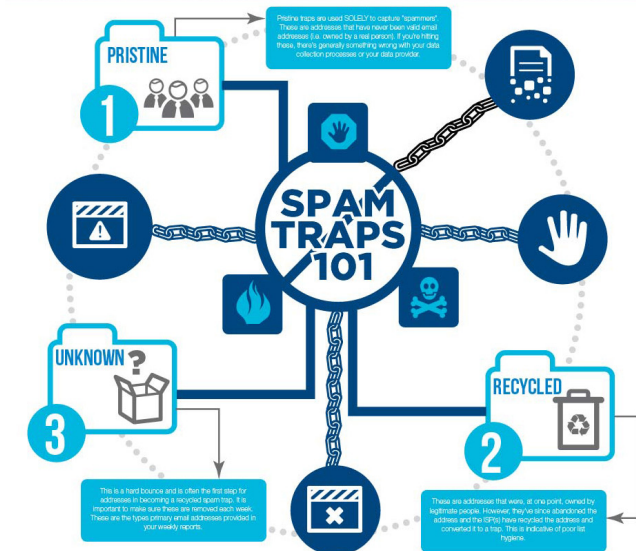 Pristine traps are used SOLELY to capture "spammers".
These are addresses that have never been valid email
addresses (i.e. owned by a real person). If you're hitting
these, there's generally something wrong with your data
collection processes or your data provider.
PRISTINE
1
SPAM
TRAPS
101
UNKNOWN
?
3
RECYCLED
2
This is a hard bounce and is often the first step for
addresses in becoming a recycled spam trap. It is
important to make sure these are removed each week.
These are the types primary email addresses provided in
your weekly reports.
These are addresses that were, at one point, owned by
legitimate people. However, they've since abandoned the
address and the ISP(s) have recycled the address and
converted it to a trap. This is indicative of poor list
hygiene.